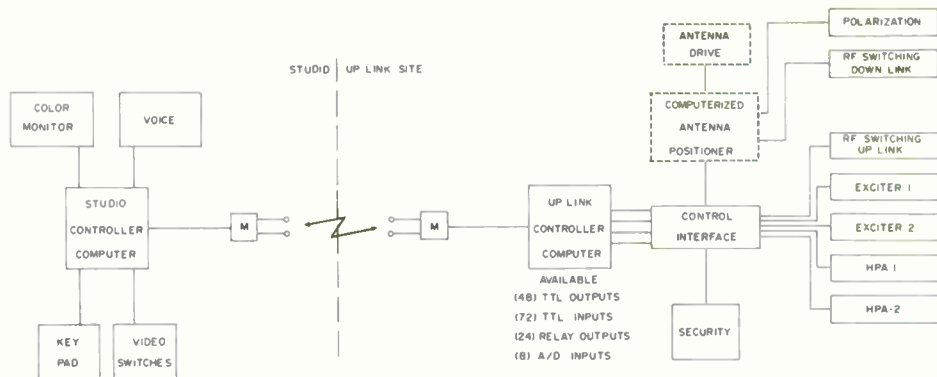 POLARIZATION
ANTENNA
DRIVE
RF SWITCHING
DOWN LINK
STUDIO
UP LINK SITE
COLOR
MONITOR
VOICE
COMPUTERIZED
ANTENNA
POSITIONER
RF SWITCHING
UP LINK
STUDIO
CONTROLLER
COMPUTER
M
M
UP LINK
CONTROLLER
COMPUTER
CONTROL
INTERFACE
EXCITER 1
EXCITER 2
HPA 1
HPA-2
AVAILABLE
(48) TTL OUTPUTS
(72) TTL INPUTS
(24) RELAY OUTPUTS
(8) A/D INPUTS
SECURITY
KEY
PAD
VIDEO
SWITCHES